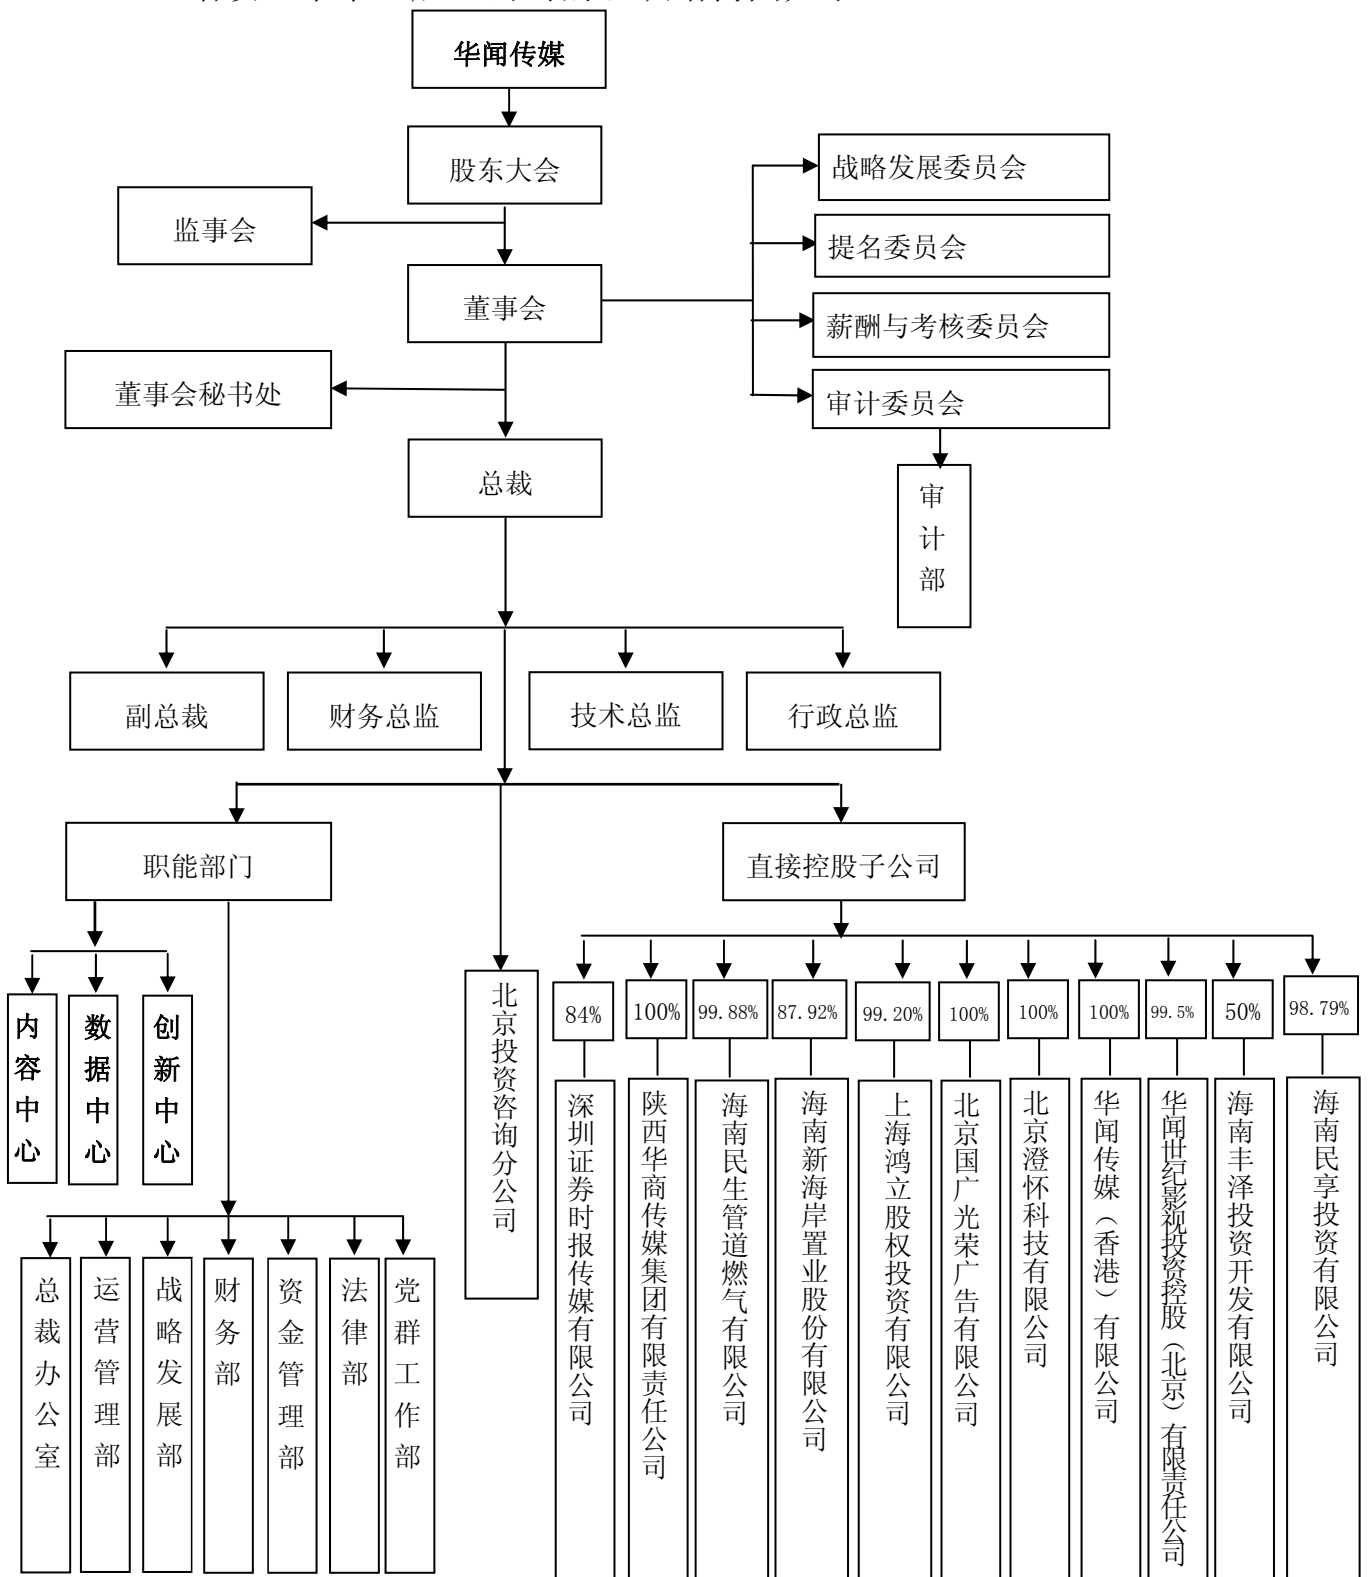 华闻传媒
股东大会
监事会
董事会
战略发展委员会
提名委员会
薪酬与考核委员会
审计委员会
董事会秘书处
总裁
审计部
副总裁
财务总监
技术总监
行政总监
职能部门
直接控股子公司
内容中心
数据中心
创新中心
北京投资咨询分公司
84%
100%
99.88%
87.92%
99.20%
100%
100%
100%
99.5%
50%
98.79%
深圳证券时报传媒有限公司
陕西华商传媒集团有限责任公司
海南民生管道燃气有限公司
海南新海岸置业股份有限公司
上海鸿立股权投资有限公司
北京国广光荣广告有限公司
北京澄怀科技有限公司
华闻传媒（香港）有限公司
华闻世纪影视投资控股（北京）有限责任公司
海南丰泽投资开发有限公司
海南民享投资有限公司
总裁办公室
运营管理部
战略发展部
财务部
资金管理部
法律部
党群工作部